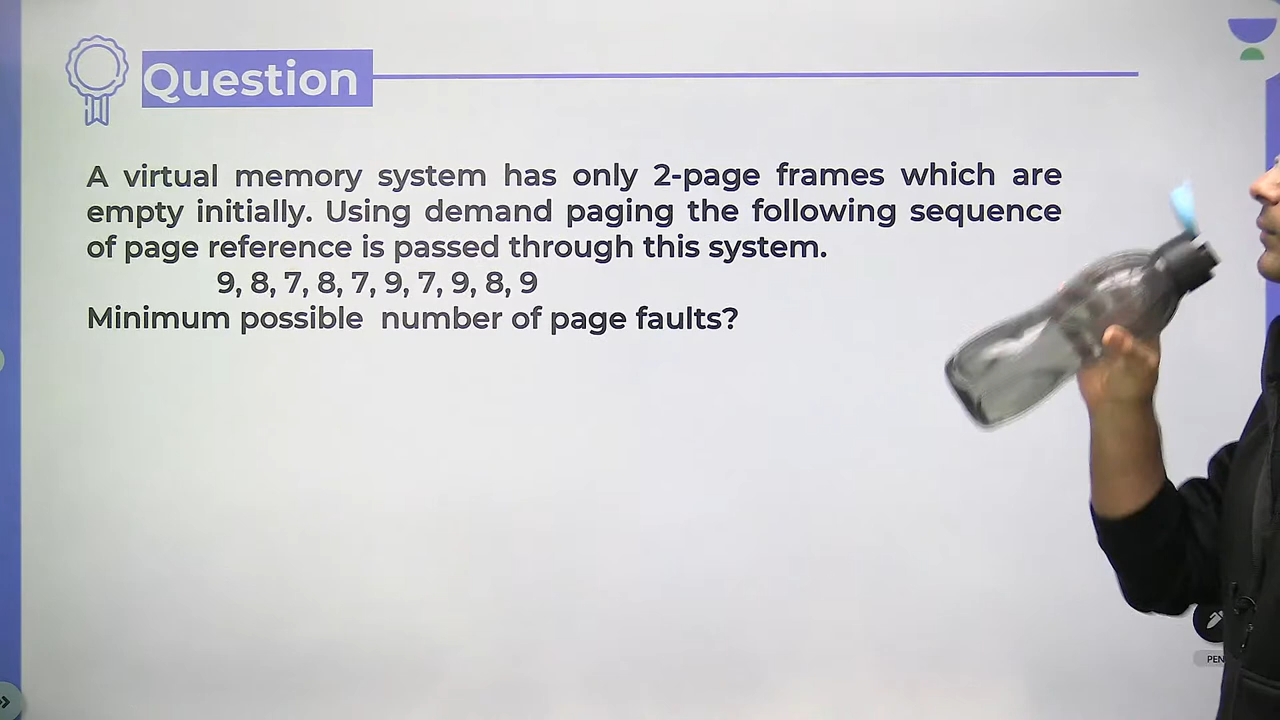 Question
A virtual memory system has only 2-page frames which are
empty initially. Using demand paging the following sequence
of page reference is passed through this system.
9, 8, 7, 8, 7, 9, 7, 9, 8, 9
Minimum possible number of page faults?
PEN